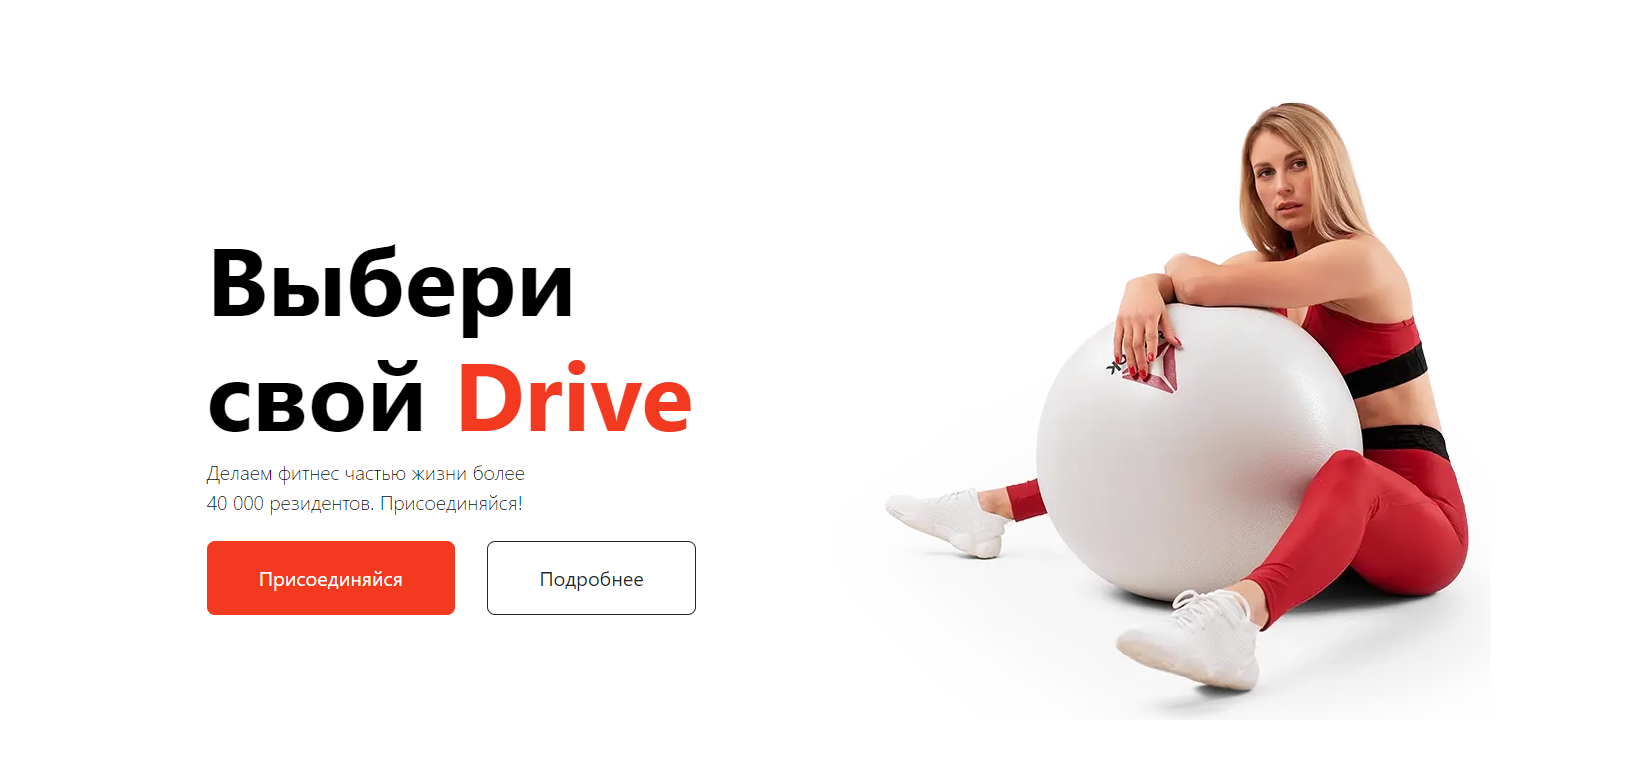 Выбери
свой Drive
Делаем фитнес частью жизни более
40 000 резидентов. Присоединяйся!
Присоединяйся
Подробнее